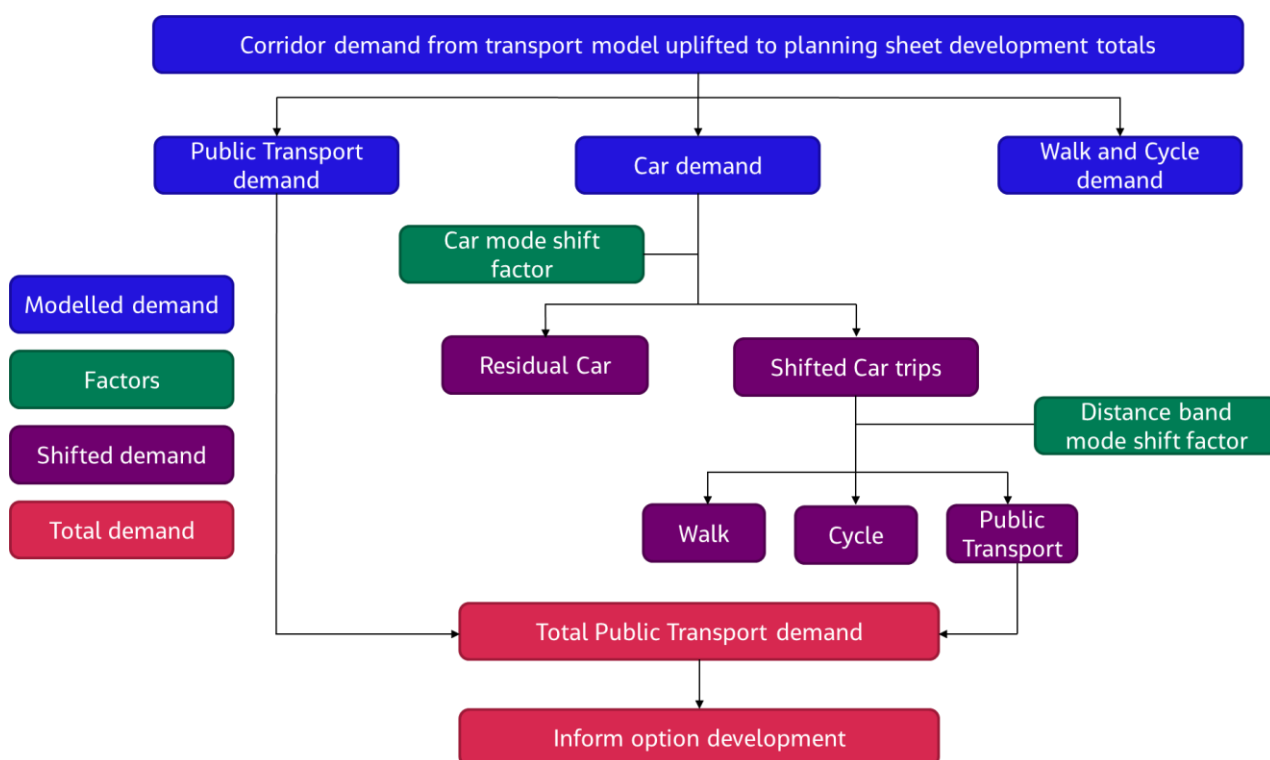 Corridor demand from transport model uplifted to planning sheet development totals
Public Transport
demand
Car demand
Walk and Cycle
demand
Car mode shift
factor
Modelled demand
Factors
Shifted demand
Total demand
Residual Car
Shifted Car trips
Distance band
mode shift factor
Walk
Cycle
Public
Transport
Total Public Transport demand
Inform option development